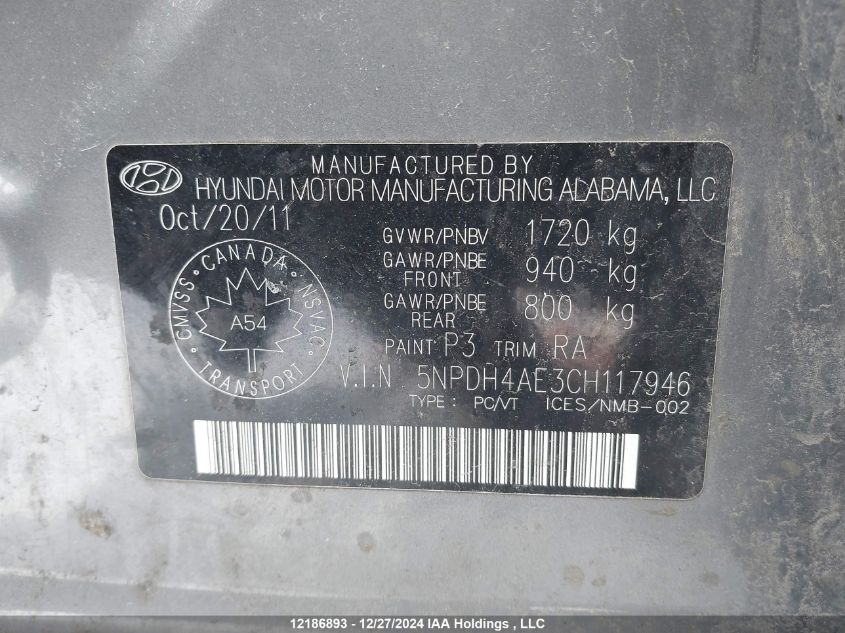 MANUFACTURED BY
HYUNDAI MOTOR MANUFACTURING ALABAMA, LLC
Oct/20/11
GVWR/PNBV 1720 kg
GAWR/PNBE FRONT 940 kg
GAWR/PNBE REAR 800 kg
PAINT P3 TRIM RA
CANADA
CMVSS · NSVAC
A54
TRANSPORT
V.I.N 5NPDH4AE3CH117946
TYPE : PC/VT ICES/NMB-002
12186893 - 12/27/2024 IAA Holdings , LLC